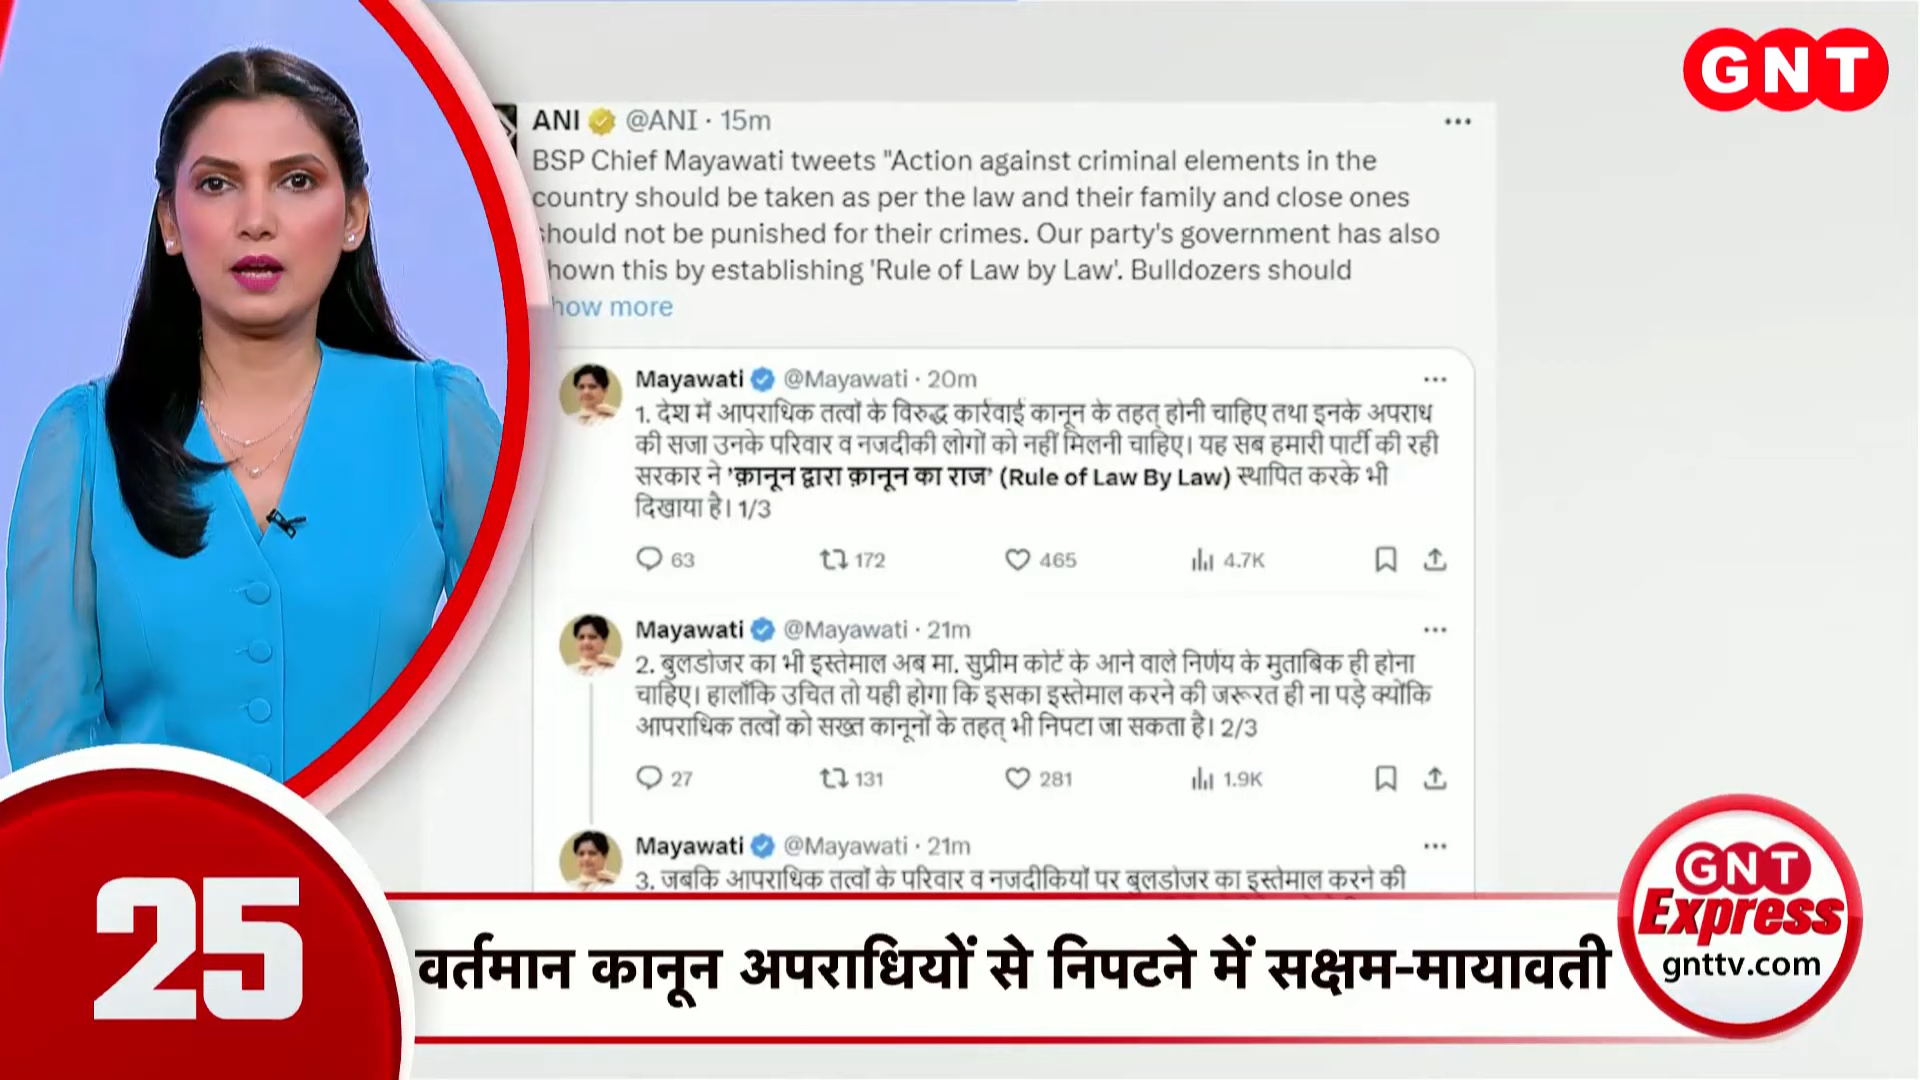 GNT
ANI @ANI · 15m
BSP Chief Mayawati tweets "Action against criminal elements in the
country should be taken as per the law and their family and close ones
should not be punished for their crimes. Our party's government has also
shown this by establishing 'Rule of Law by Law'. Bulldozers should
Show more
Mayawati @Mayawati · 20m
1. देश में आपराधिक तत्वों के विरुद्ध कार्रवाई कानून के तहत् होनी चाहिए तथा इनके अपराध
की सजा उनके परिवार व नजदीकी लोगों को नहीं मिलनी चाहिए। यह सब हमारी पार्टी की रही
सरकार ने 'क़ानून द्वारा क़ानून का राज' (Rule of Law By Law) स्थापित करके भी
दिखाया है। 1/3
63 172 465 4.7K
Mayawati @Mayawati · 21m
2. बुलडोजर का भी इस्तेमाल अब मा. सुप्रीम कोर्ट के आने वाले निर्णय के मुताबिक ही होना
चाहिए। हालाँकि उचित तो यही होगा कि इसका इस्तेमाल करने की जरूरत ही ना पड़े क्योंकि
आपराधिक तत्वों को सख्त कानूनों के तहत् भी निपटा जा सकता है। 2/3
27 131 281 1.9K
Mayawati @Mayawati · 21m
3. जबकि आपराधिक तत्वों के परिवार व नजदीकियों पर बुलडोजर का इस्तेमाल करने की
25
वर्तमान कानून अपराधियों से निपटने में सक्षम-मायावती
GNT
Express
gnttv.com